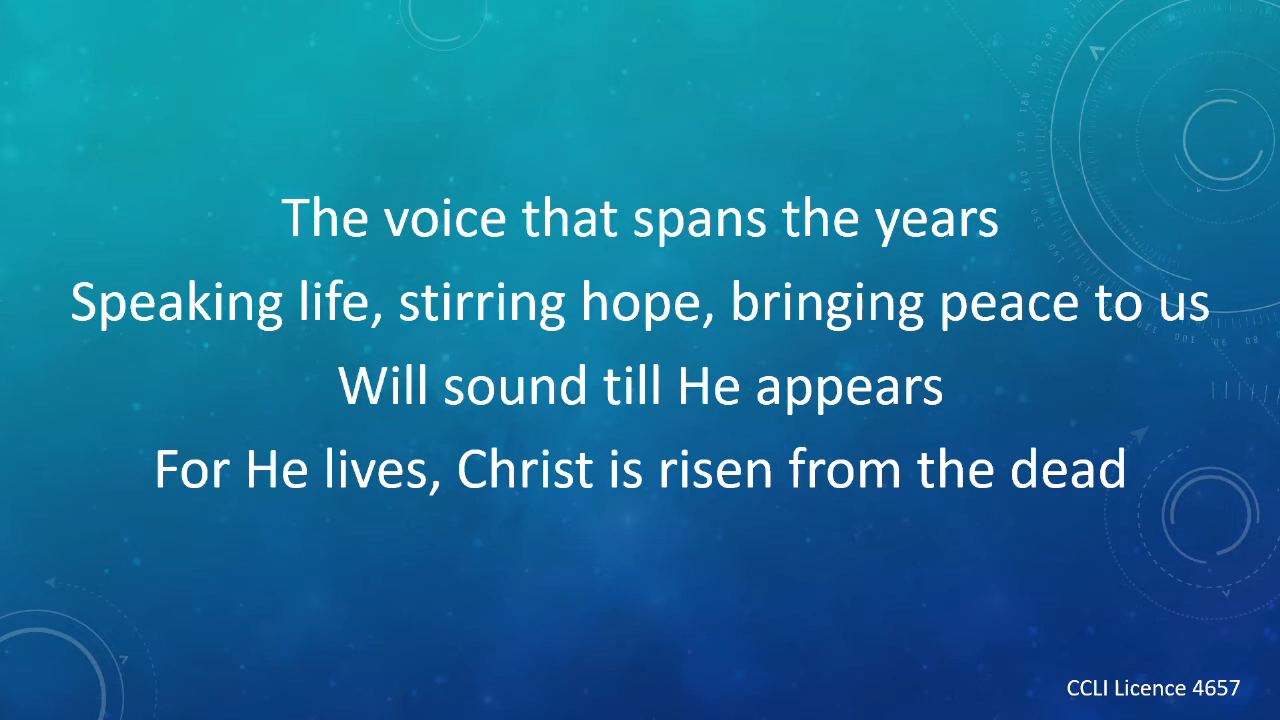 The voice that spans the years
Speaking life, stirring hope, bringing peace to us
Will sound till He appears
For He lives, Christ is risen from the dead
CCLI Licence 4657